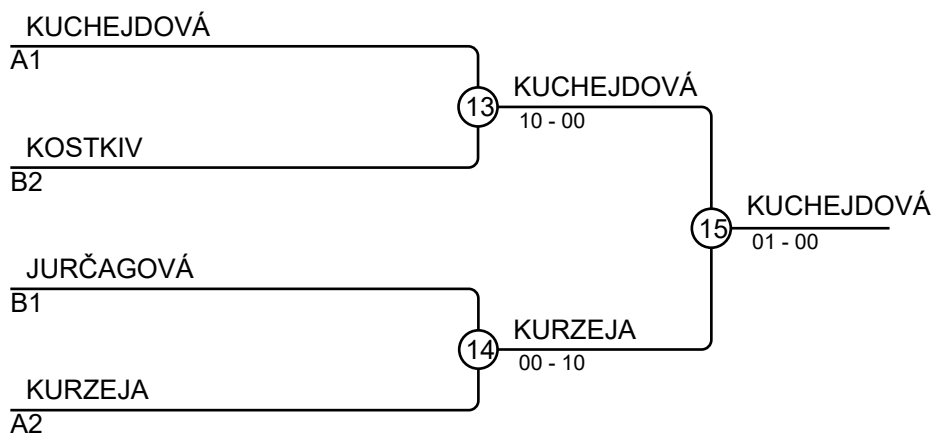 KUCHEJDOVÁ
A1
13
KUCHEJDOVÁ
10 - 00
KOSTKIV
B2
15
KUCHEJDOVÁ
01 - 00
JURČAGOVÁ
B1
14
KURZEJA
00 - 10
KURZEJA
A2